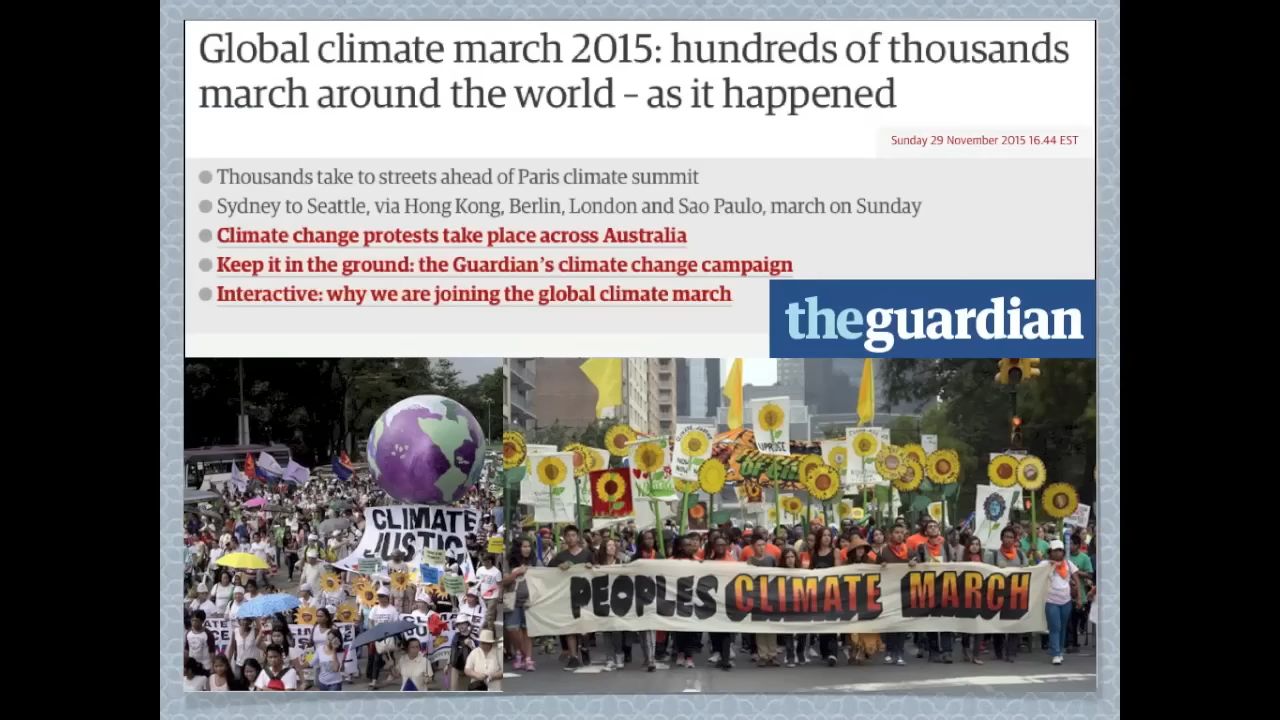 Global climate march 2015: hundreds of thousands
march around the world – as it happened
Sunday 29 November 2015 16.44 EST
Thousands take to streets ahead of Paris climate summit
Sydney to Seattle, via Hong Kong, Berlin, London and Sao Paulo, march on Sunday
Climate change protests take place across Australia
Keep it in the ground: the Guardian's climate change campaign
Interactive: why we are joining the global climate march
theguardian
CLIMATE
JUSTIC
PEOPLES CLIMATE MARCH